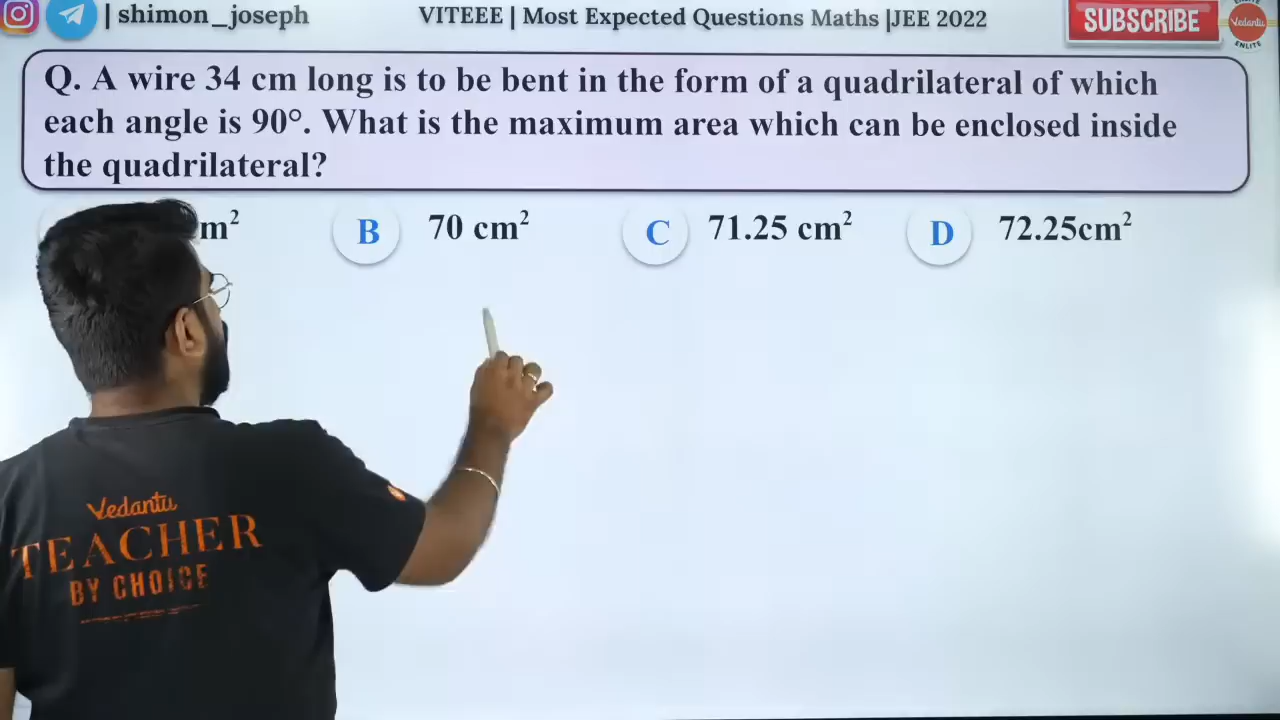 | shimon_joseph
VITEEE | Most Expected Questions Maths |JEE 2022
SUBSCRIBE
Vedantu
ENLITE
Q. A wire 34 cm long is to be bent in the form of a quadrilateral of which
each angle is 90°. What is the maximum area which can be enclosed inside
the quadrilateral?
m²
B 70 cm²
C 71.25 cm²
D 72.25cm²
Vedantu
TEACHER
BY CHOICE